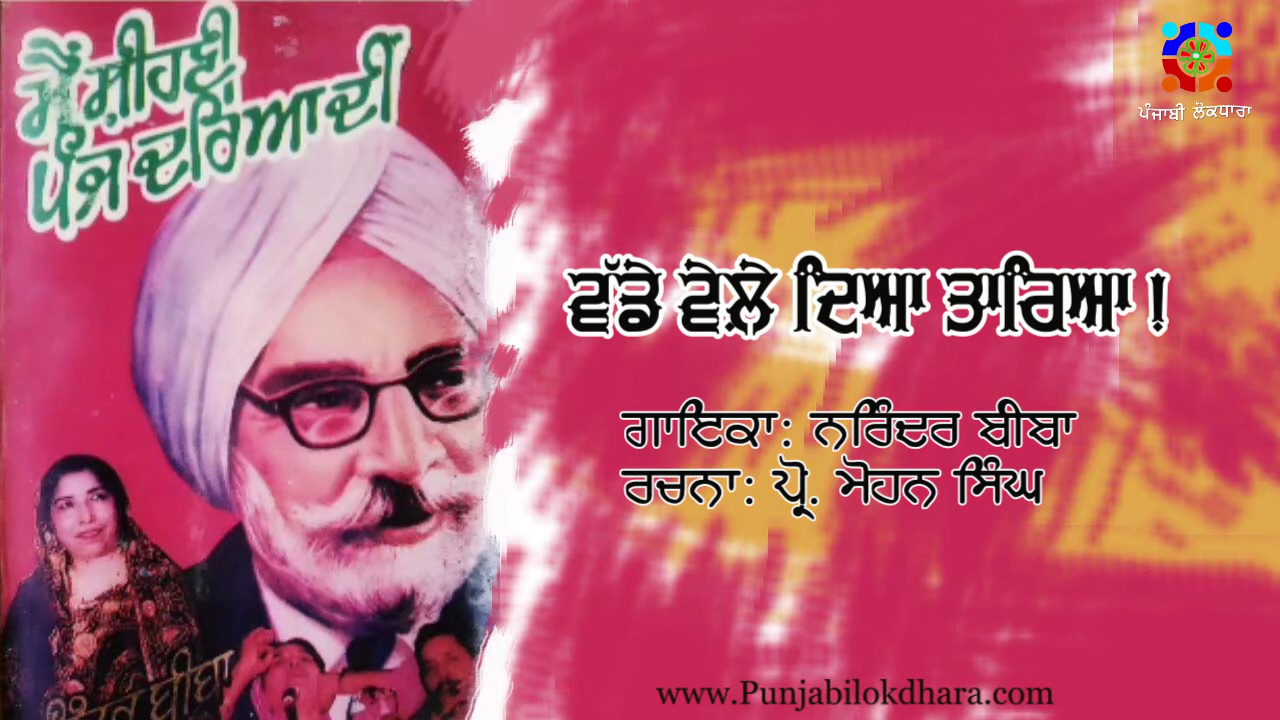 ਮੈਂ ਸ਼ੀਹਣੀ
ਪੰਜ ਦਰਿਆ ਦੀ
ਪੰਜਾਬੀ ਲੋਕਧਾਰਾ
ਵੱਡੇ ਵੇਲ਼ੇ ਦਿਆ ਤਾਰਿਆ !
ਗਾਇਕਾ: ਨਰਿੰਦਰ ਬੀਬਾ
ਰਚਨਾ: ਪ੍ਰੋ. ਮੋਹਨ ਸਿੰਘ
ਬੀਬਾ
www.Punjabilokdhara.com